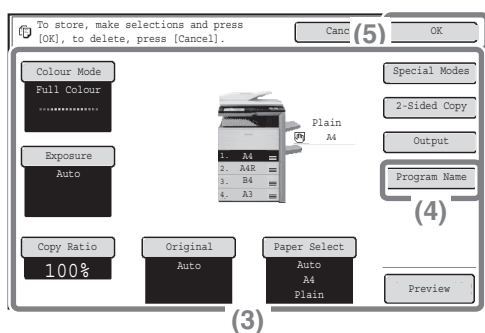 To store, make selections and press
[OK], to delete, press [Cancel].
Canc
(5)
OK
Colour Mode
Full Colour
Special Modes
2-Sided Copy
Plain
A4
Output
Exposure
Auto
1. A4
2. A4R
3. B4
4. A3
Program Name
(4)
Copy Ratio
100%
Original
Auto
Paper Select
Auto
A4
Plain
Preview
(3)